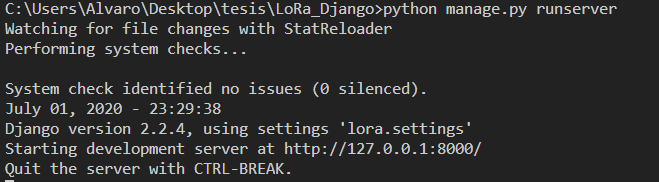 C:\Users\Alvaro\Desktop\tesis\LoRa_Django>python manage.py runserver
Watching for file changes with StatReloader
Performing system checks...
System check identified no issues (0 silenced).
July 01, 2020 - 23:29:38
Django version 2.2.4, using settings 'lora.settings'
Starting development server at http://127.0.0.1:8000/
Quit the server with CTRL-BREAK.